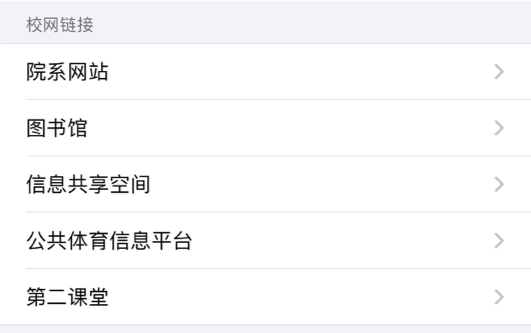 校网链接
院系网站
图书馆
信息共享空间
公共体育信息平台
第二课堂